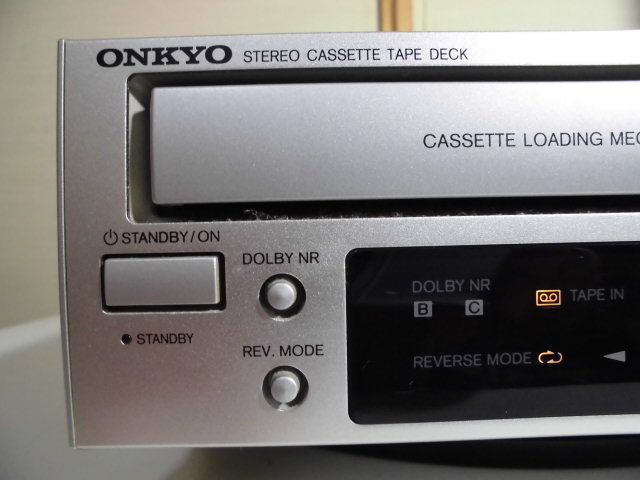 ONKYO STEREO CASSETTE TAPE DECK
CASSETTE LOADING MEC
STANDBY/ON
DOLBY NR
STANDBY
REV. MODE
DOLBY NR
B C
TAPE IN
REVERSE MODE